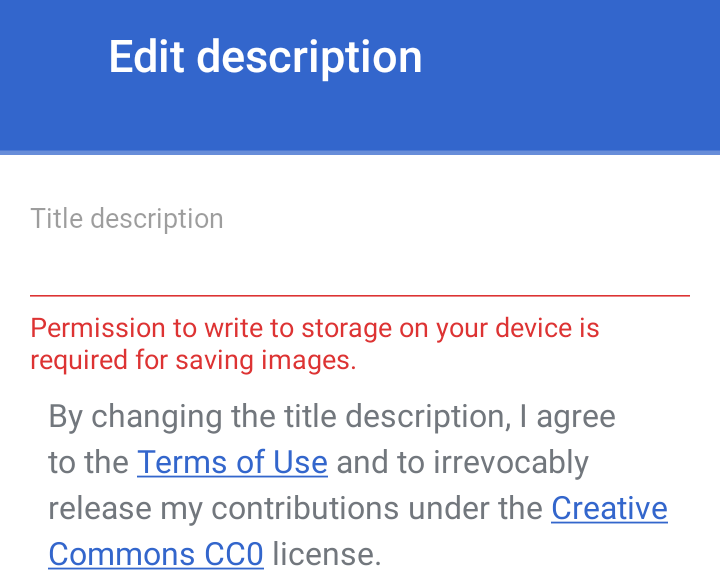 Edit description
Title description
Permission to write to storage on your device is
required for saving images.
By changing the title description, I agree
to the Terms of Use and to irrevocably
release my contributions under the Creative
Commons CC0 license.